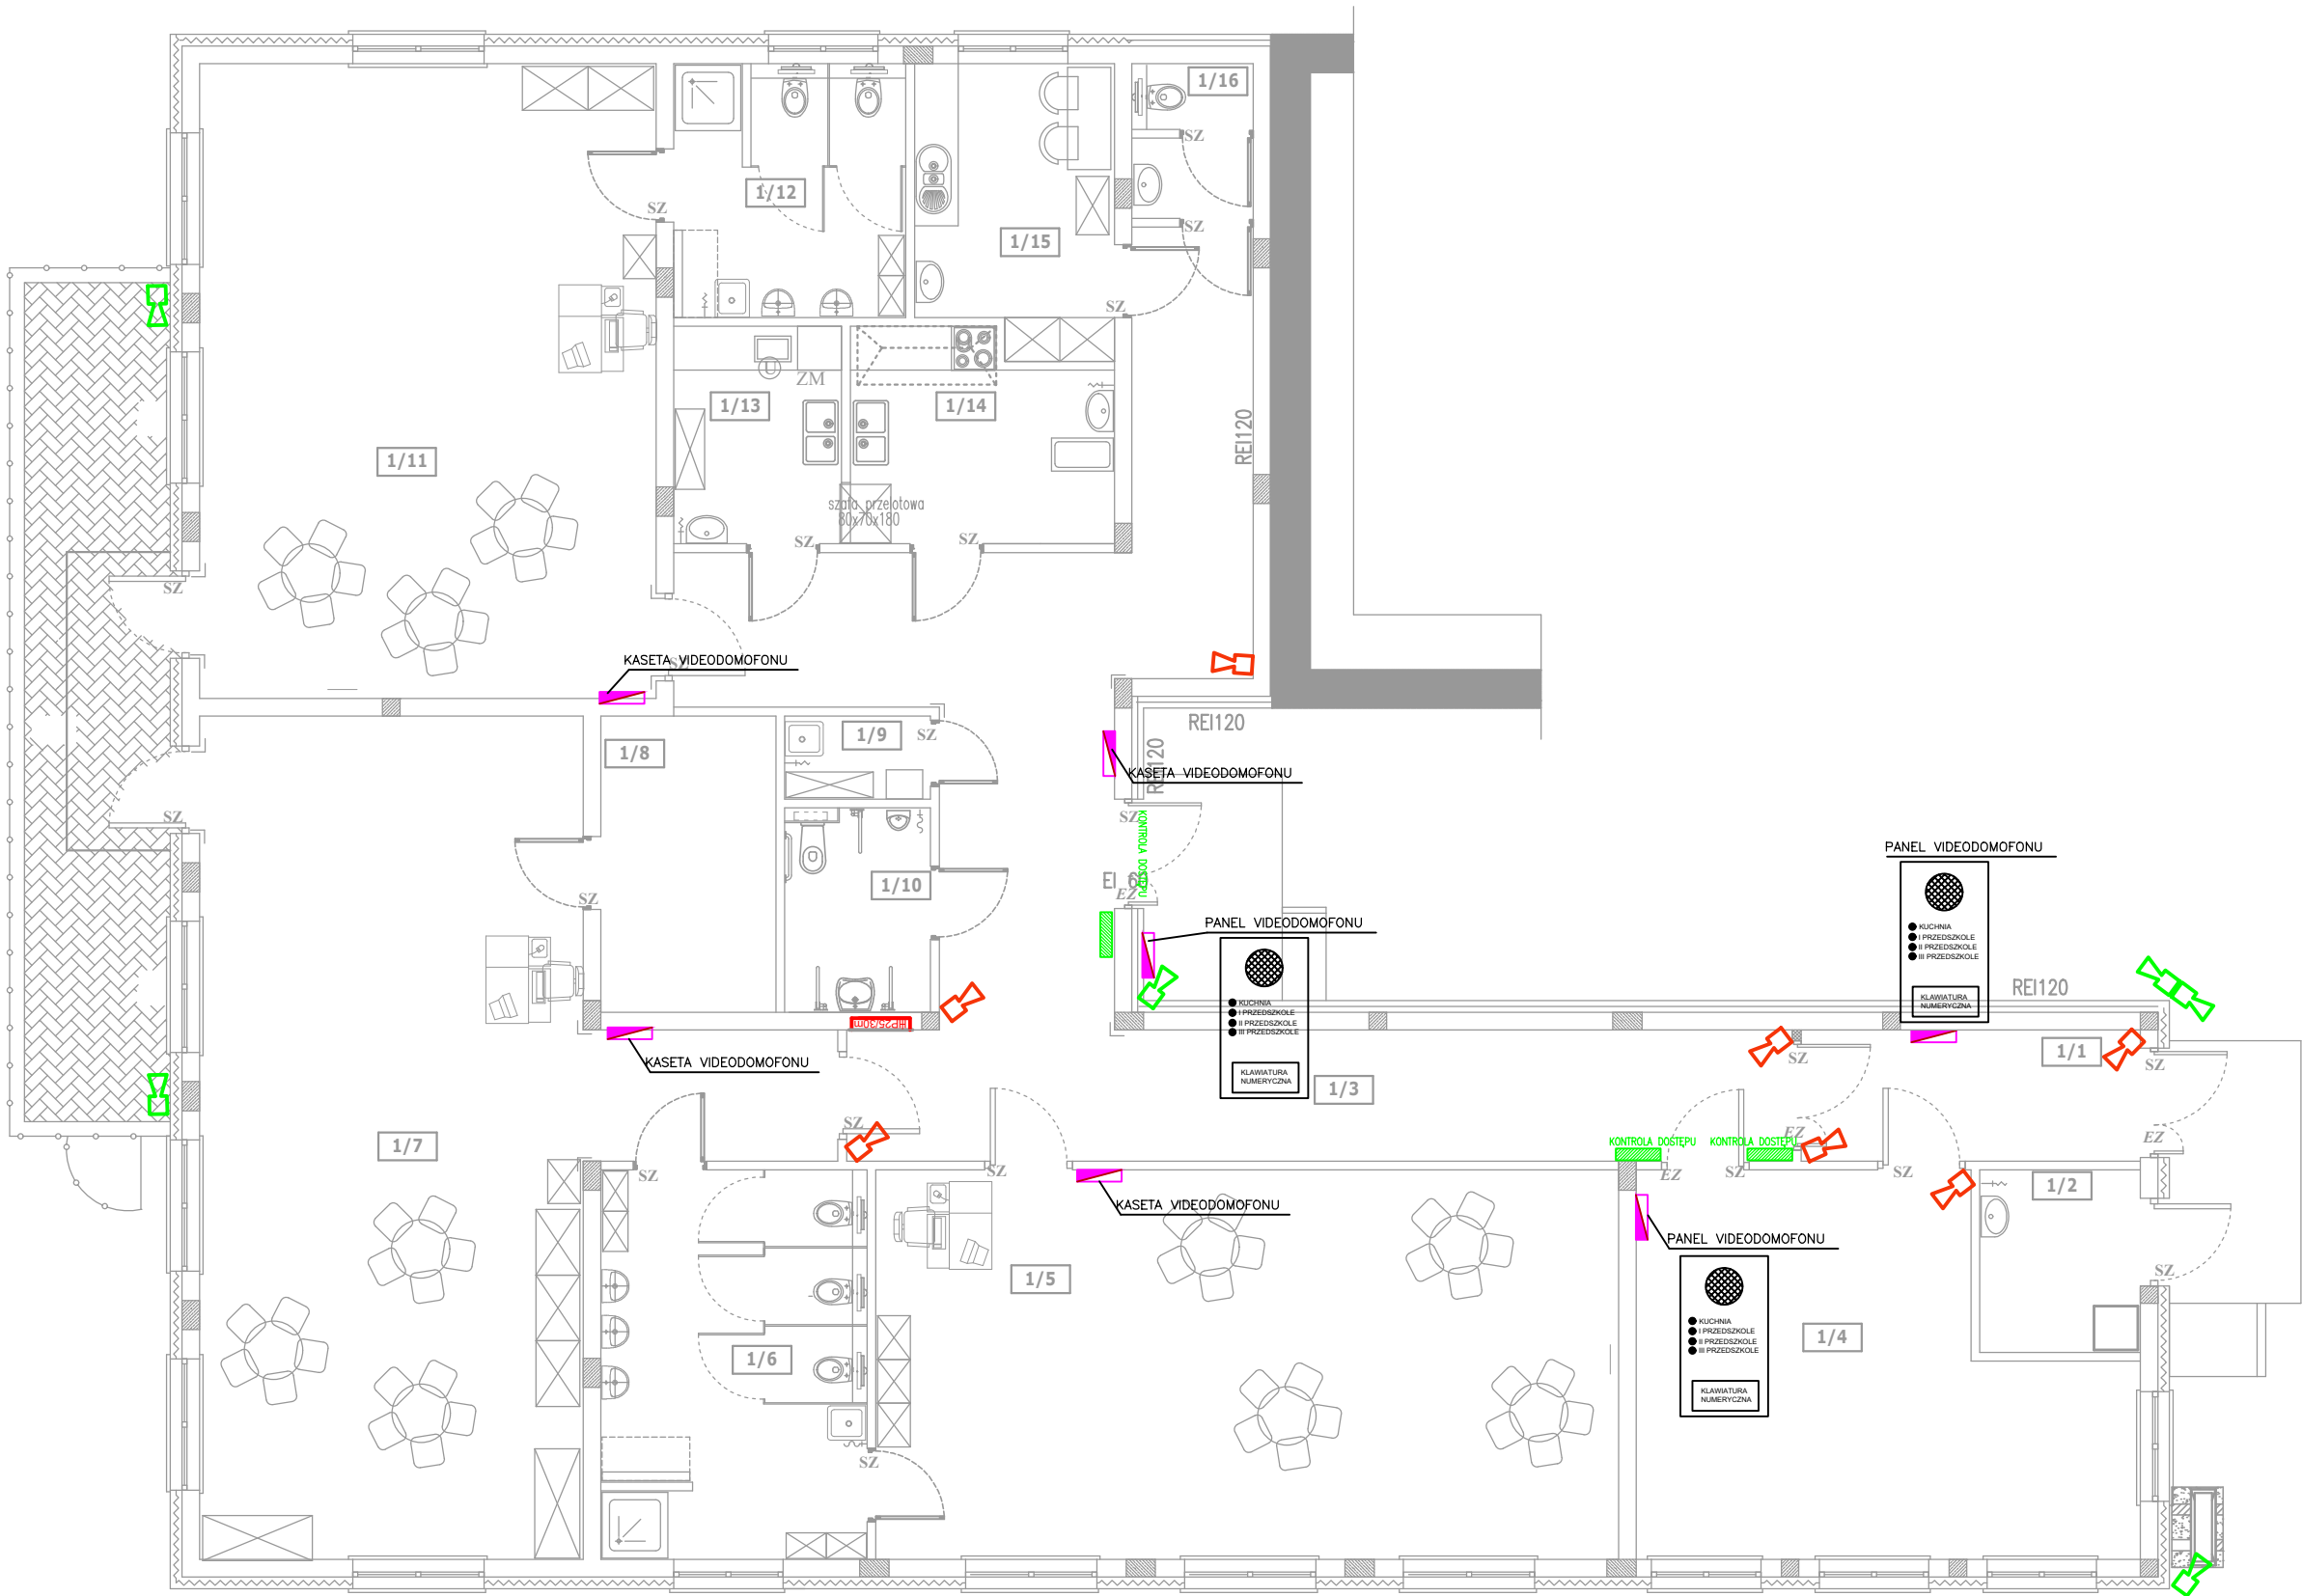 1/16
SZ
1/12
SZ
SZ
1/15
SZ
U
ZM
1/13
1/14
REI120
1/11
szafa przelotowa
80x70x180
SZ
SZ
SZ
KASETA VIDEODOMOFONU
SZ
REI120
1/9
SZ
1/8
REI120
KASETA VIDEODOMOFONU
SZ
SZ
KONTROLA DOSTĘPU
PANEL VIDEODOMOFONU
KUCHNIA
I PRZEDSZKOLE
II PRZEDSZKOLE
III PRZEDSZKOLE
KLAWIATURA
NUMERYCZNA
EI 60
EZ
1/10
SZ
PANEL VIDEODOMOFONU
KUCHNIA
I PRZEDSZKOLE
II PRZEDSZKOLE
III PRZEDSZKOLE
KLAWIATURA
NUMERYCZNA
REI120
HP25/30m
KASETA VIDEODOMOFONU
1/3
SZ
1/1
SZ
SZ
EZ
EZ
KONTROLA DOSTĘPU
KONTROLA DOSTĘPU
1/7
SZ
SZ
EZ
SZ
SZ
1/2
KASETA VIDEODOMOFONU
PANEL VIDEODOMOFONU
KUCHNIA
I PRZEDSZKOLE
II PRZEDSZKOLE
III PRZEDSZKOLE
KLAWIATURA
NUMERYCZNA
SZ
1/5
1/4
1/6
SZ